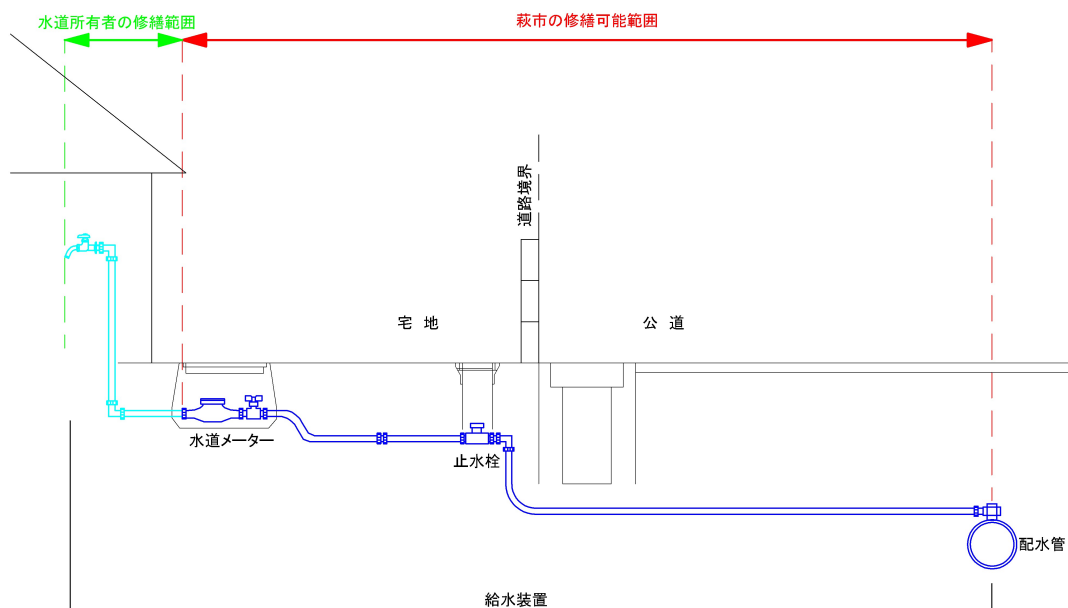 水道所有者の修繕範囲
萩市の修繕可能範囲
道路境界
宅 地
公 道
水道メーター
止水栓
配水管
給水装置